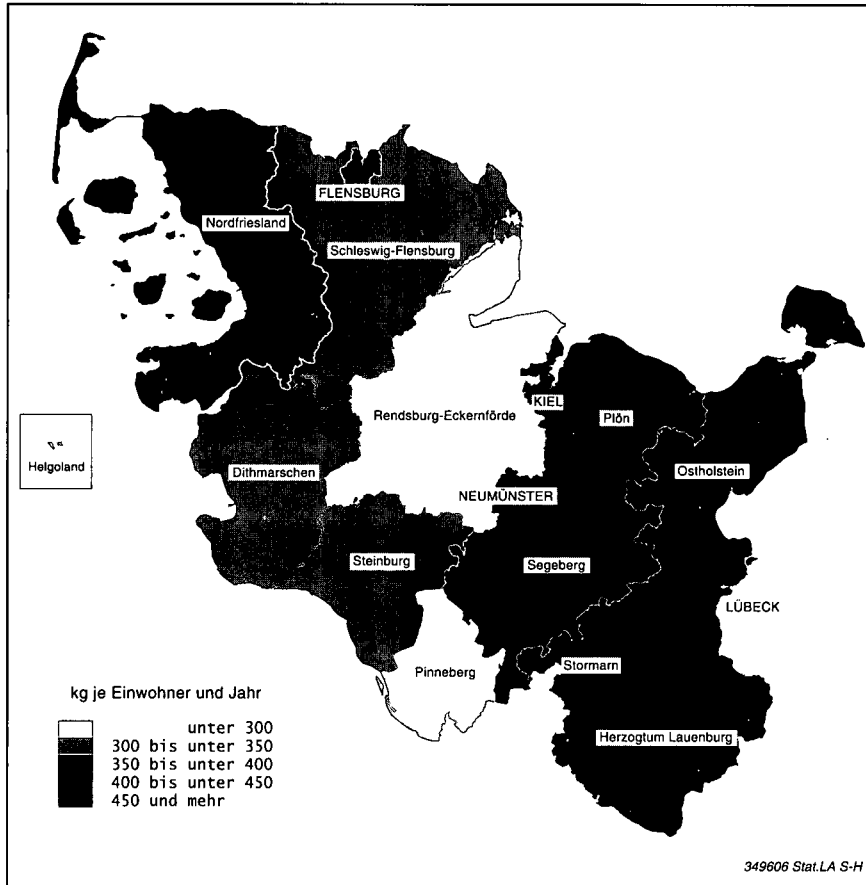 FLENSBURG
Nordfriesland
Schleswig-Flensburg
KIEL
Rendsburg-Eckernförde
Plön
Helgoland
Dithmarschen
Ostholstein
NEUMÜNSTER
Steinburg
Segeberg
LÜBECK
Pinneberg
Stormarn
kg je Einwohner und Jahr
unter 300
300 bis unter 350
350 bis unter 400
400 bis unter 450
450 und mehr
Herzogtum Lauenburg
349606 Stat.LA S-H